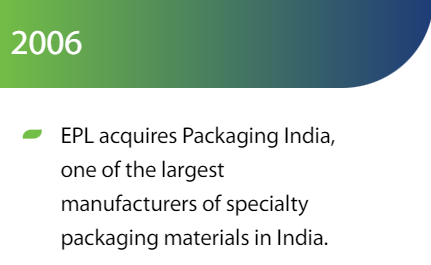 2006
EPL acquires Packaging India,
one of the largest
manufacturers of specialty
packaging materials in India.